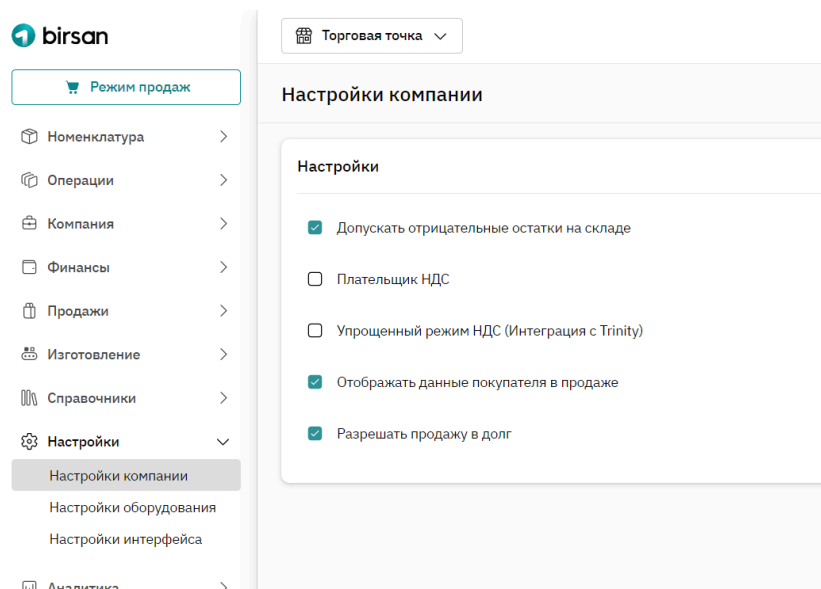 birsan
Торговая точка
Режим продаж
Настройки компании
Номенклатура
Операции
Компания
Финансы
Продажи
Изготовление
Справочники
Настройки
Настройки компании
Настройки оборудования
Настройки интерфейса
Аналитика
Настройки
Допускать отрицательные остатки на складе
Плательщик НДС
Упрощенный режим НДС (Интеграция с Trinity)
Отображать данные покупателя в продаже
Разрешать продажу в долг